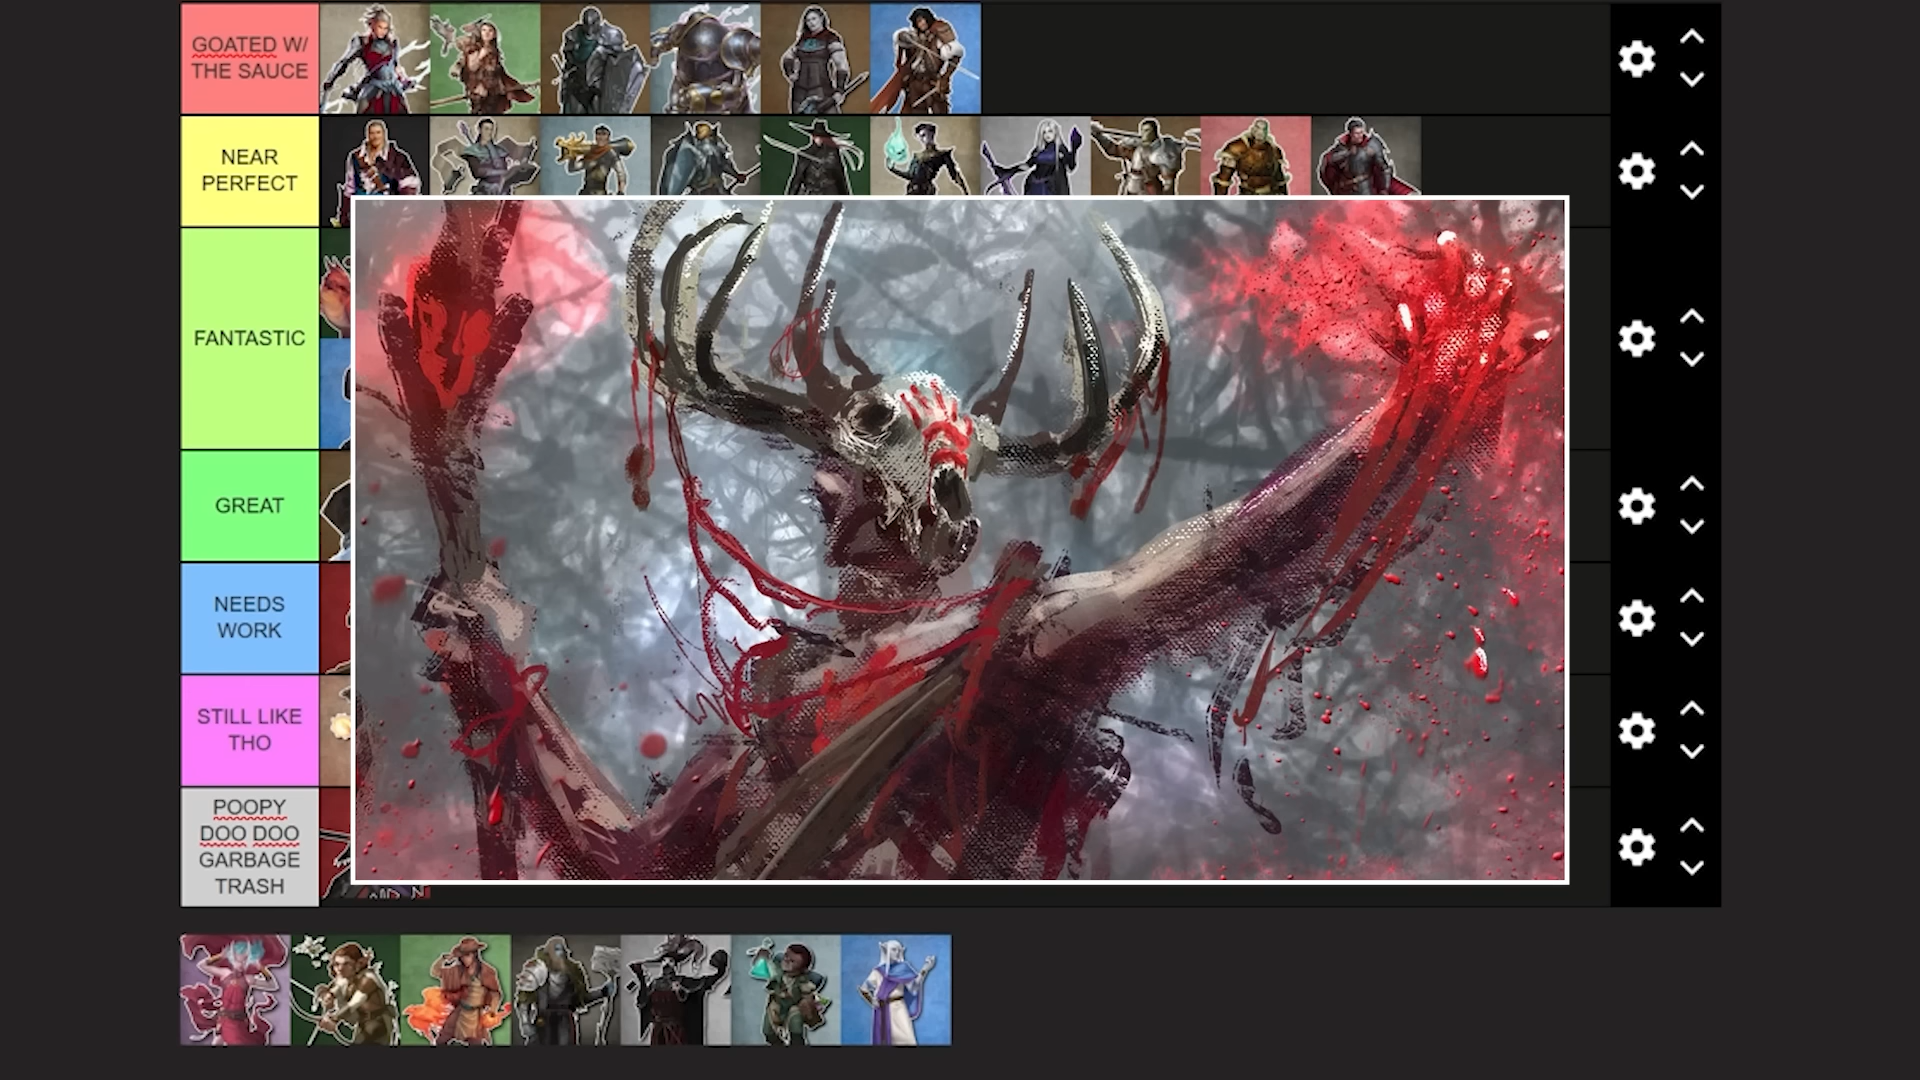 GOATED W/
THE SAUCE
NEAR
PERFECT
FANTASTIC
GREAT
NEEDS
WORK
STILL LIKE
THO
POOPY
DOO DOO
GARBAGE
TRASH